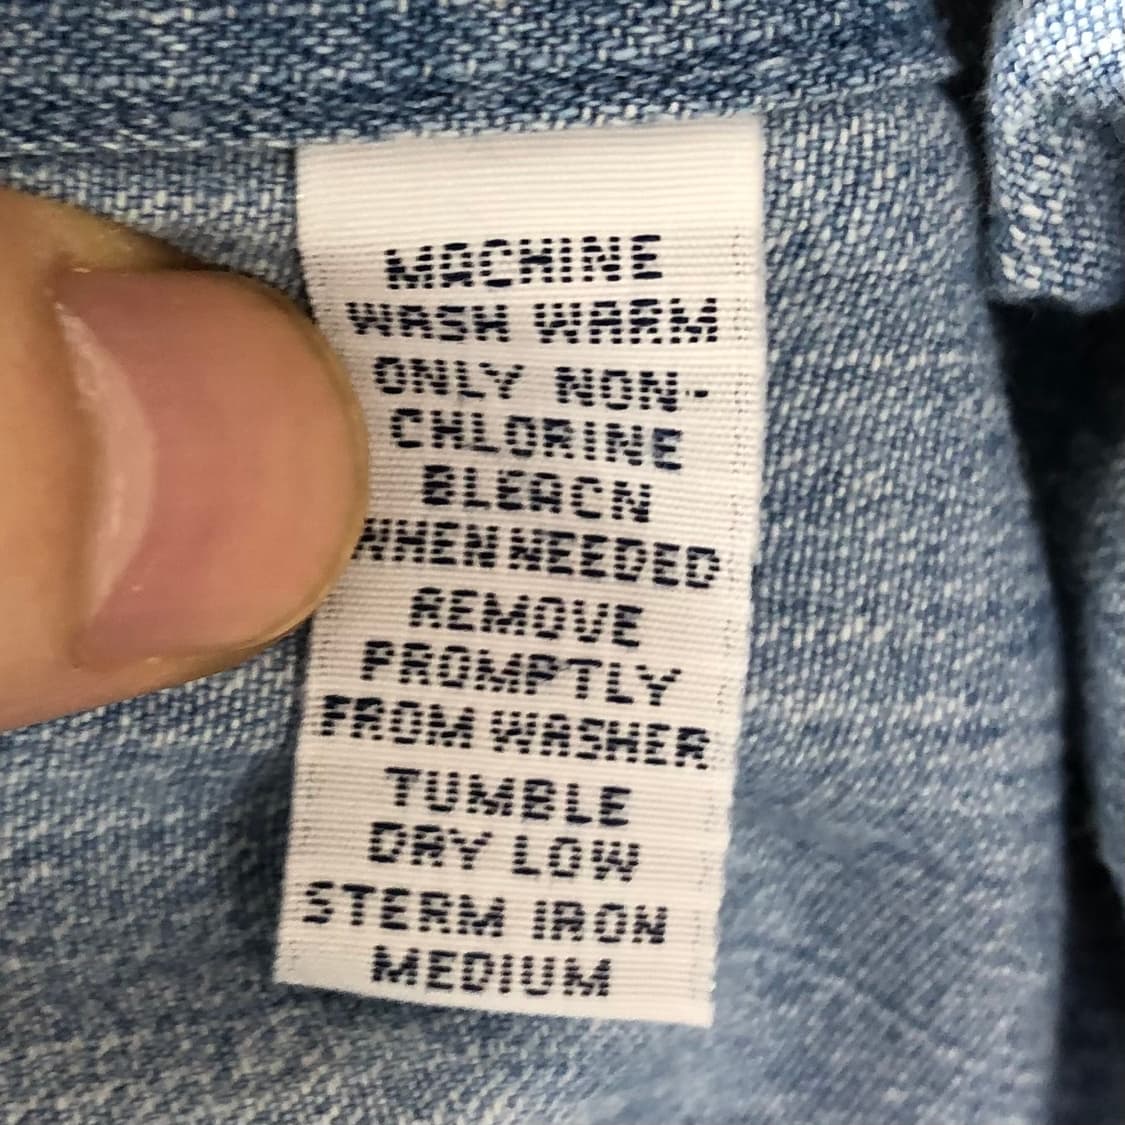 MACHINE
WASH WARM
ONLY NON-
CHLORINE
BLEACN
WHEN NEEDED
REMOVE
PROMPTLY
FROM WASHER
TUMBLE
DRY LOW
STERM IRON
MEDIUM